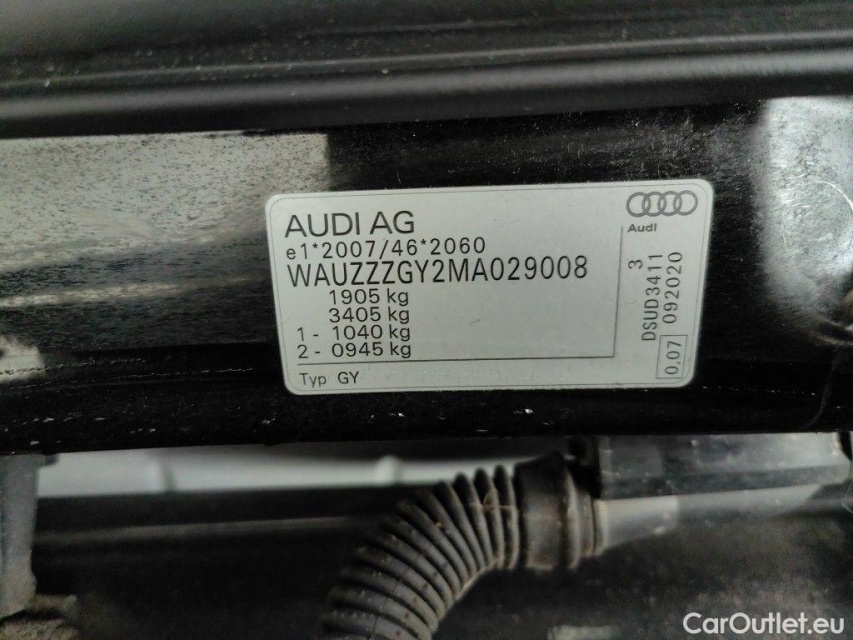 AUDI AG
e1*2007/46*2060
WAUZZZGY2MA029008
1905 kg
3405 kg
1 - 1040 kg
2 - 0945 kg
Typ GY
Audi
3
DSUD3411
092020
0,07
CarOutlet.eu